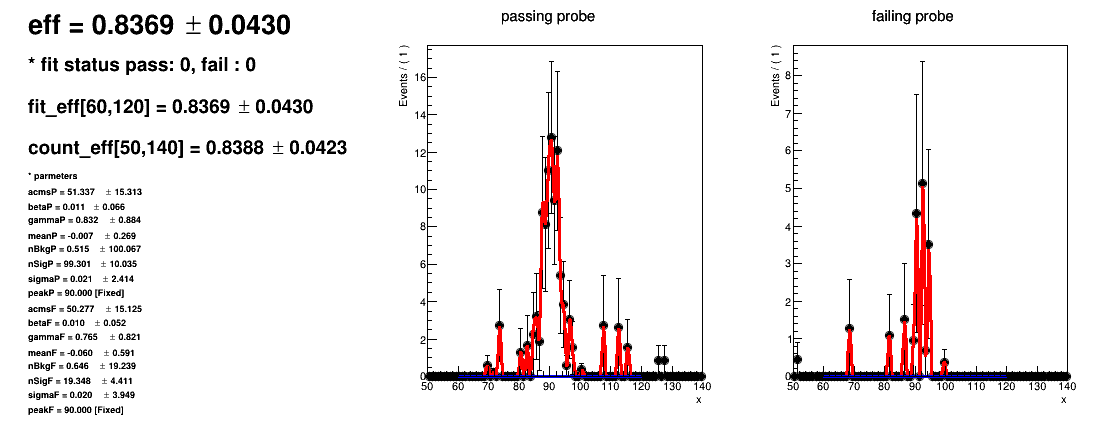 eff = 0.8369 ± 0.0430
* fit status pass: 0, fail : 0
fit_eff[60,120] = 0.8369 ± 0.0430
count_eff[50,140] = 0.8388 ± 0.0423
* parmeters
acmsP = 51.337 ± 15.313
betaP = 0.011 ± 0.066
gammaP = 0.832 ± 0.884
meanP = -0.007 ± 0.269
nBkgP = 0.515 ± 100.067
nSigP = 99.301 ± 10.035
sigmaP = 0.021 ± 2.414
peakP = 90.000 [Fixed]
acmsF = 50.277 ± 15.125
betaF = 0.010 ± 0.052
gammaF = 0.765 ± 0.821
meanF = -0.060 ± 0.591
nBkgF = 0.646 ± 19.239
nSigF = 19.348 ± 4.411
sigmaF = 0.020 ± 3.949
peakF = 90.000 [Fixed]
passing probe
Events / ( 1 )
16
14
12
10
8
6
4
2
0
50 60 70 80 90 100 110 120 130 140
x
failing probe
Events / ( 1 )
8
7
6
5
4
3
2
1
0
50 60 70 80 90 100 110 120 130 140
x